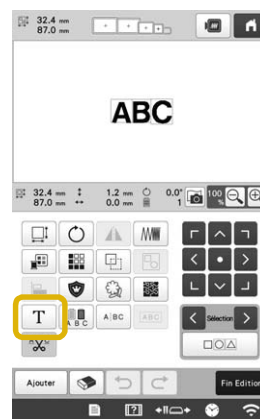 32.4 mm
87.0 mm
ABC
32.4 mm 1.2 mm 0.0°
87.0 mm 0.0 mm 1
100 %
T
A B C
A BC
ABC
Sélection
Ajouter
Fin Edition